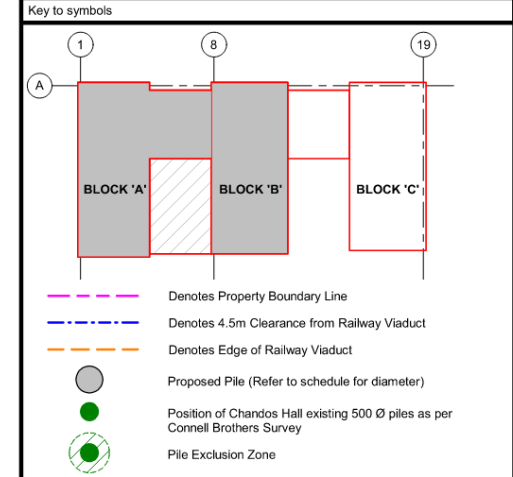 Key to symbols
1 8 19
A
BLOCK 'A' BLOCK 'B' BLOCK 'C'
Denotes Property Boundary Line
Denotes 4.5m Clearance from Railway Viaduct
Denotes Edge of Railway Viaduct
Proposed Pile (Refer to schedule for diameter)
Position of Chandos Hall existing 500 Ø piles as per
Connell Brothers Survey
Pile Exclusion Zone